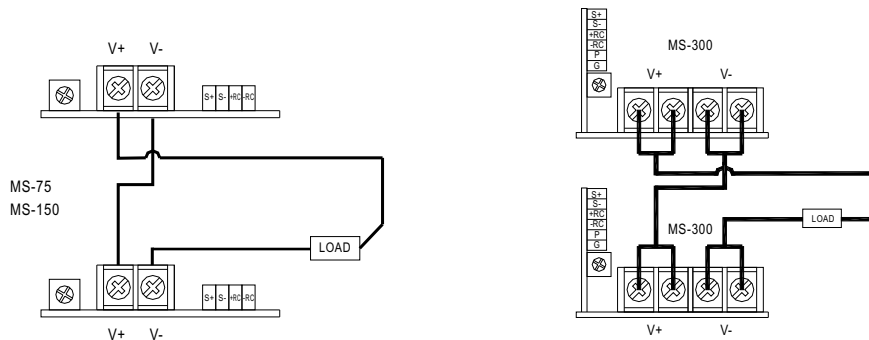 V+ V-
S+ S- +RC -RC
MS-75
MS-150
LOAD
S+ S- +RC -RC
V+ V-
S+
S-
+RC
-RC
P
G
MS-300
V+ V-
S+
S-
+RC
-RC
P
G
MS-300
LOAD
V+ V-